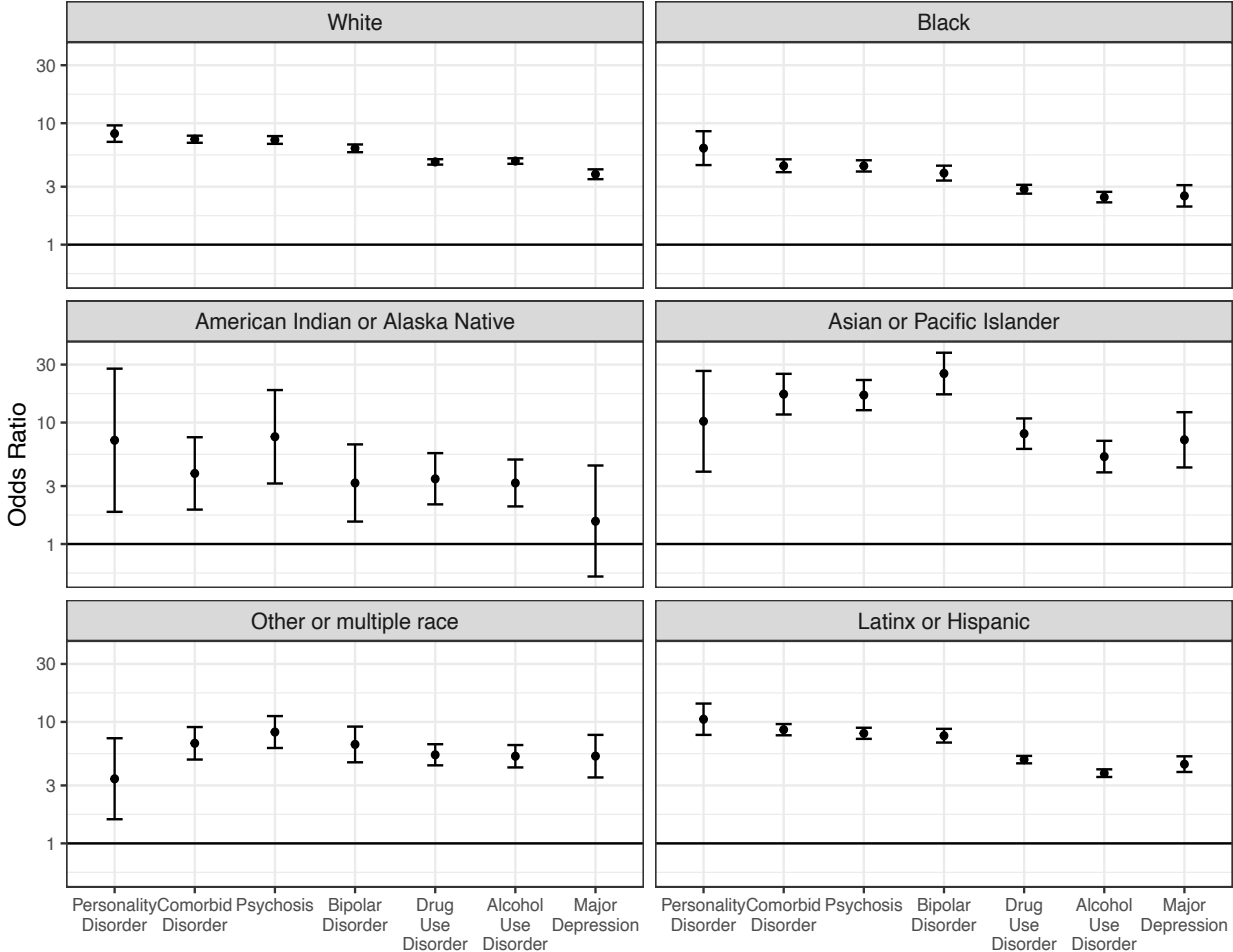 White
Black
30
10
3
1
American Indian or Alaska Native
Asian or Pacific Islander
30
10
3
1
Odds Ratio
Other or multiple race
Latinx or Hispanic
30
10
3
1
Personality Disorder
Comorbid Disorder
Psychosis
Bipolar Disorder
Drug Use Disorder
Alcohol Use Disorder
Major Depression
Personality Disorder
Comorbid Disorder
Psychosis
Bipolar Disorder
Drug Use Disorder
Alcohol Use Disorder
Major Depression